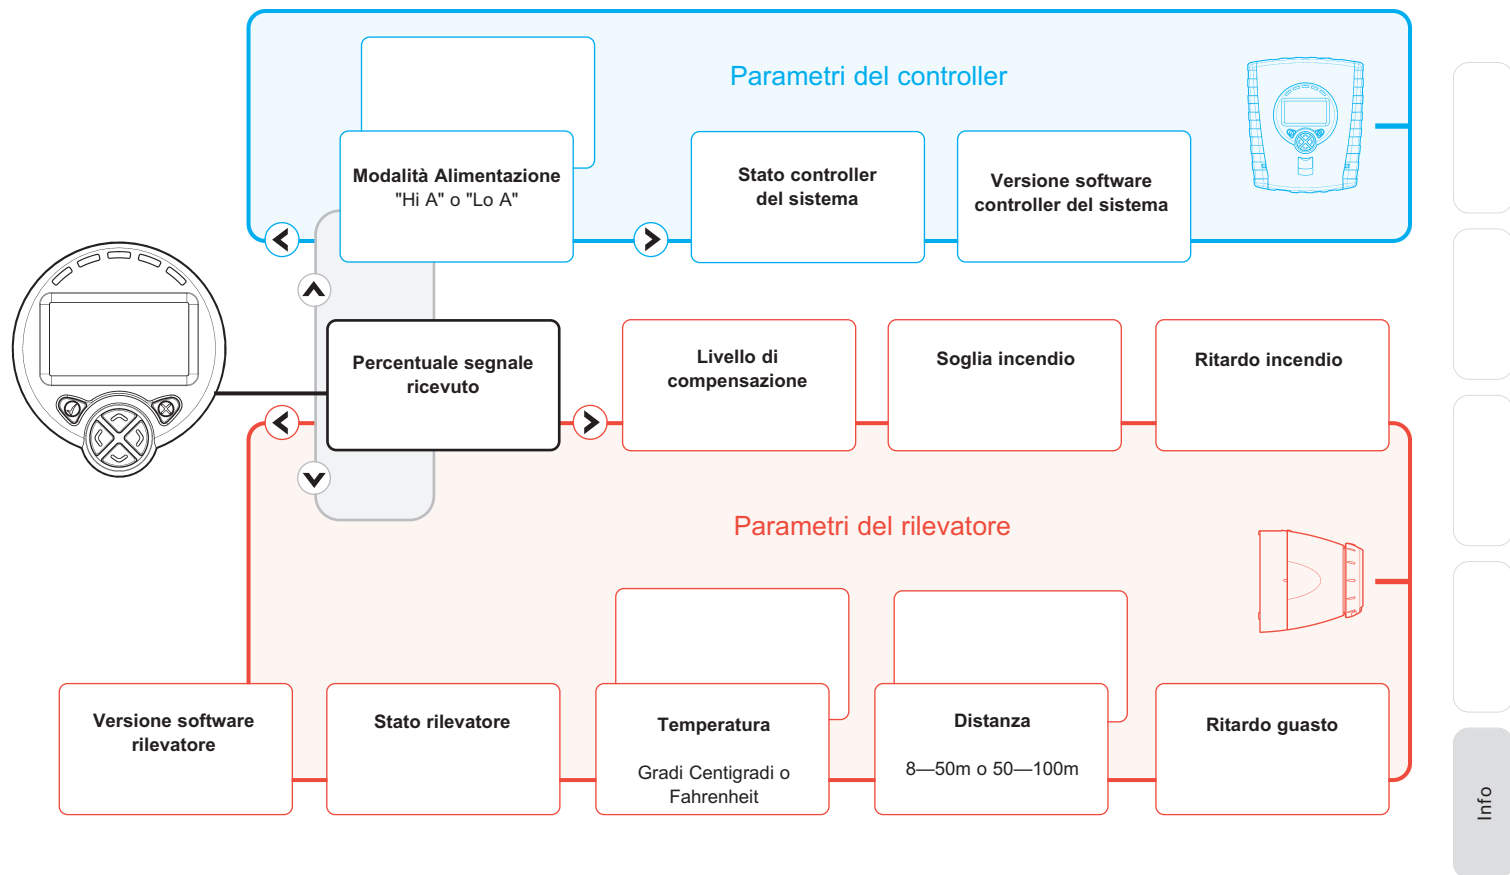 Parametri del controller
Modalità Alimentazione
"Hi A" o "Lo A"
Stato controller
del sistema
Versione software
controller del sistema
Percentuale segnale
ricevuto
Livello di
compensazione
Soglia incendio
Ritardo incendio
Parametri del rilevatore
Versione software
rilevatore
Stato rilevatore
Temperatura
Gradi Centigradi o
Fahrenheit
Distanza
8—50m o 50—100m
Ritardo guasto
Info